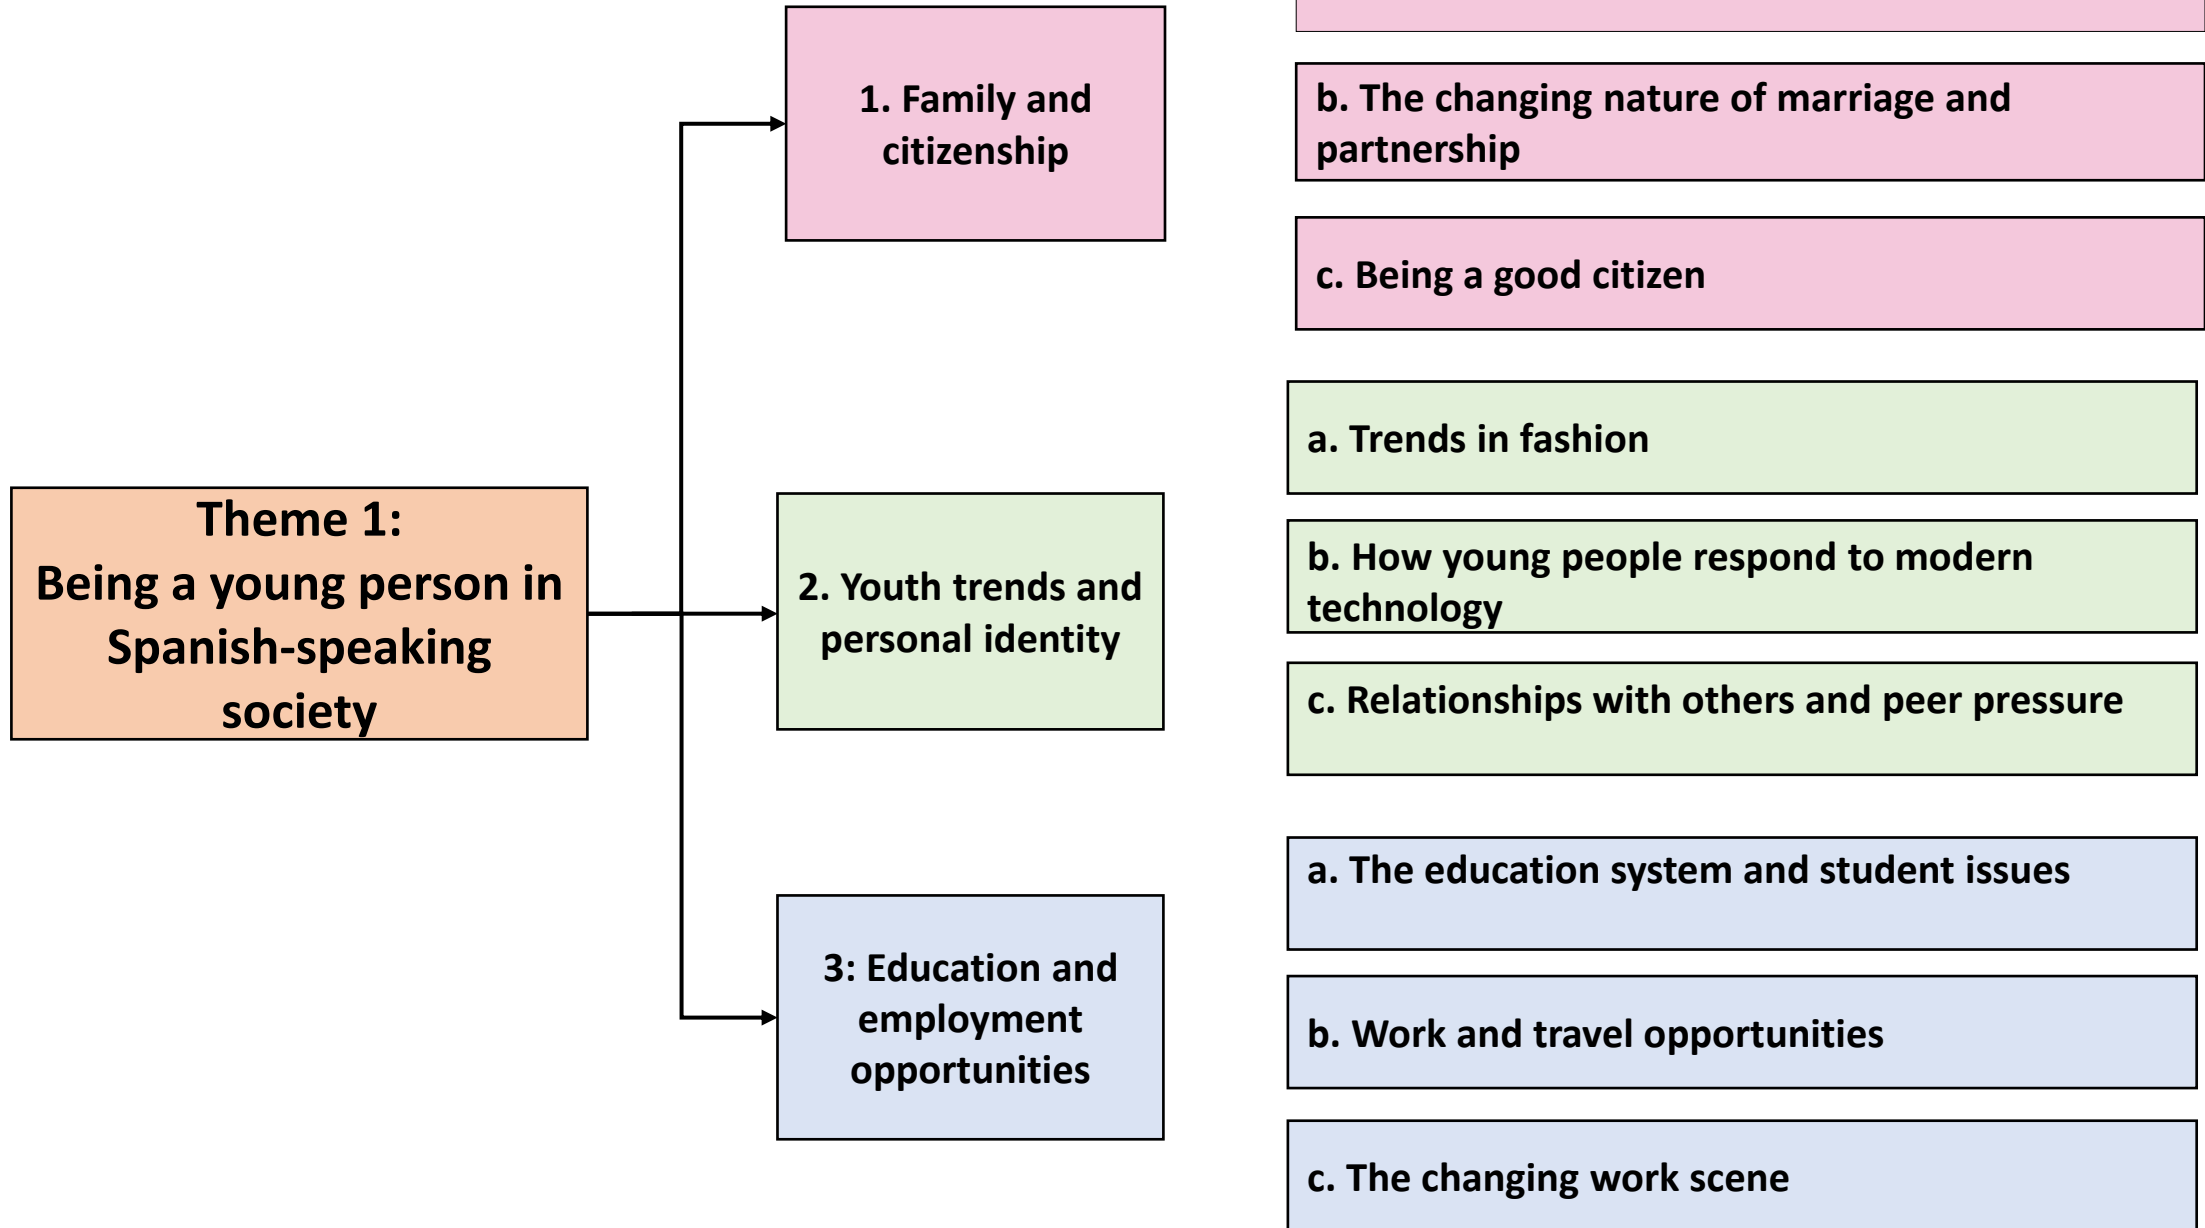 Theme 1:
Being a young person in
Spanish-speaking
society
1. Family and
citizenship
b. The changing nature of marriage and
partnership
c. Being a good citizen
2. Youth trends and
personal identity
a. Trends in fashion
b. How young people respond to modern
technology
c. Relationships with others and peer pressure
3: Education and
employment
opportunities
a. The education system and student issues
b. Work and travel opportunities
c. The changing work scene